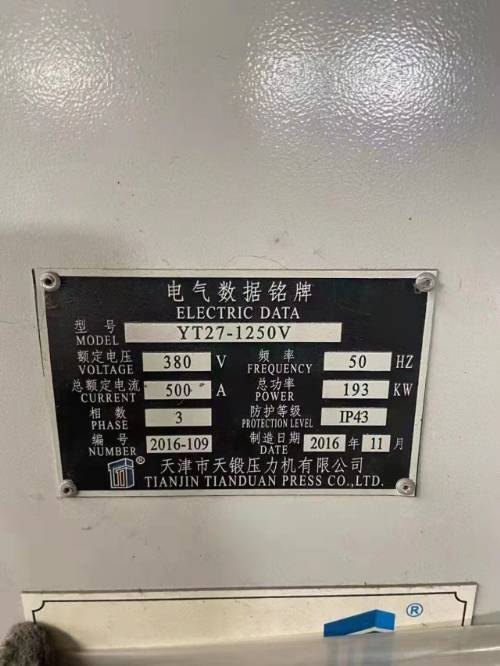 电气数据铭牌
ELECTRIC DATA
型号 MODEL YT27-1250V
额定电压 VOLTAGE 380 V 频率 FREQUENCY 50 HZ
总额定电流 CURRENT 500 A 总功率 POWER 193 KW
相数 PHASE 3 防护等级 PROTECTION LEVEL IP43
编号 NUMBER 2016-109 制造日期 DATE 2016 年 11 月
® 天津市天锻压力机有限公司
TIANJIN TIANDUAN PRESS CO.,LTD.
®